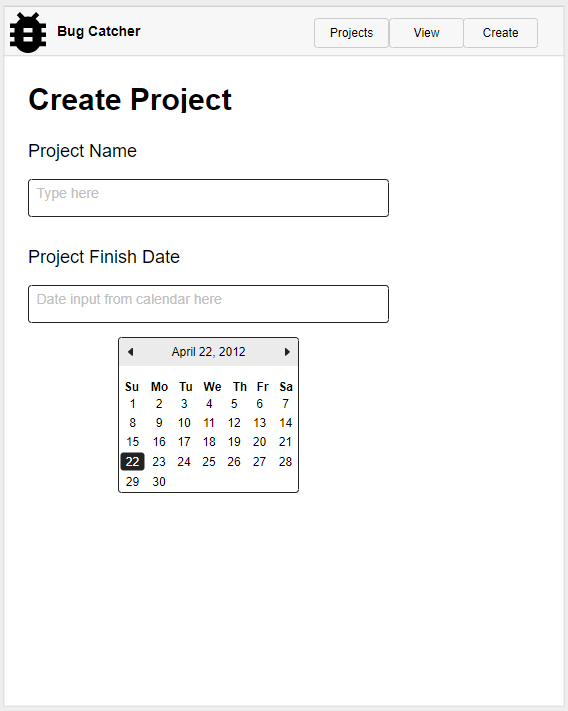 Bug Catcher Projects View Create
Create Project
Project Name
Type here
Project Finish Date
Date input from calendar here
April 22, 2012
Su Mo Tu We Th Fr Sa
1 2 3 4 5 6 7
8 9 10 11 12 13 14
15 16 17 18 19 20 21
22 23 24 25 26 27 28
29 30